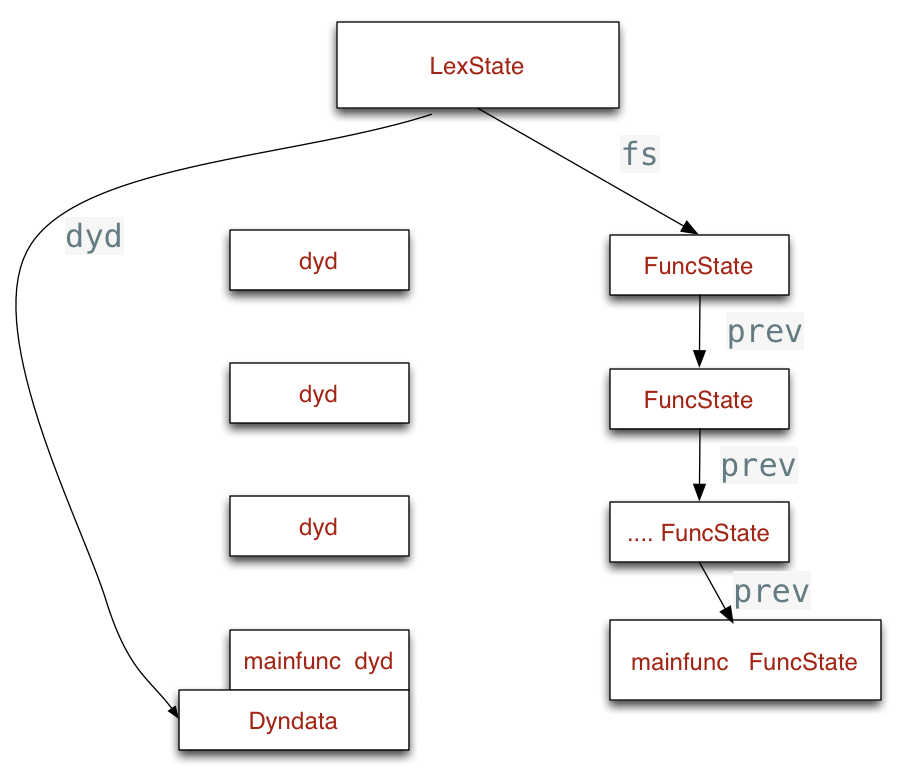 LexState
fs
dyd
dyd
FuncState
prev
dyd
FuncState
prev
dyd
.... FuncState
prev
mainfunc dyd
mainfunc FuncState
Dyndata